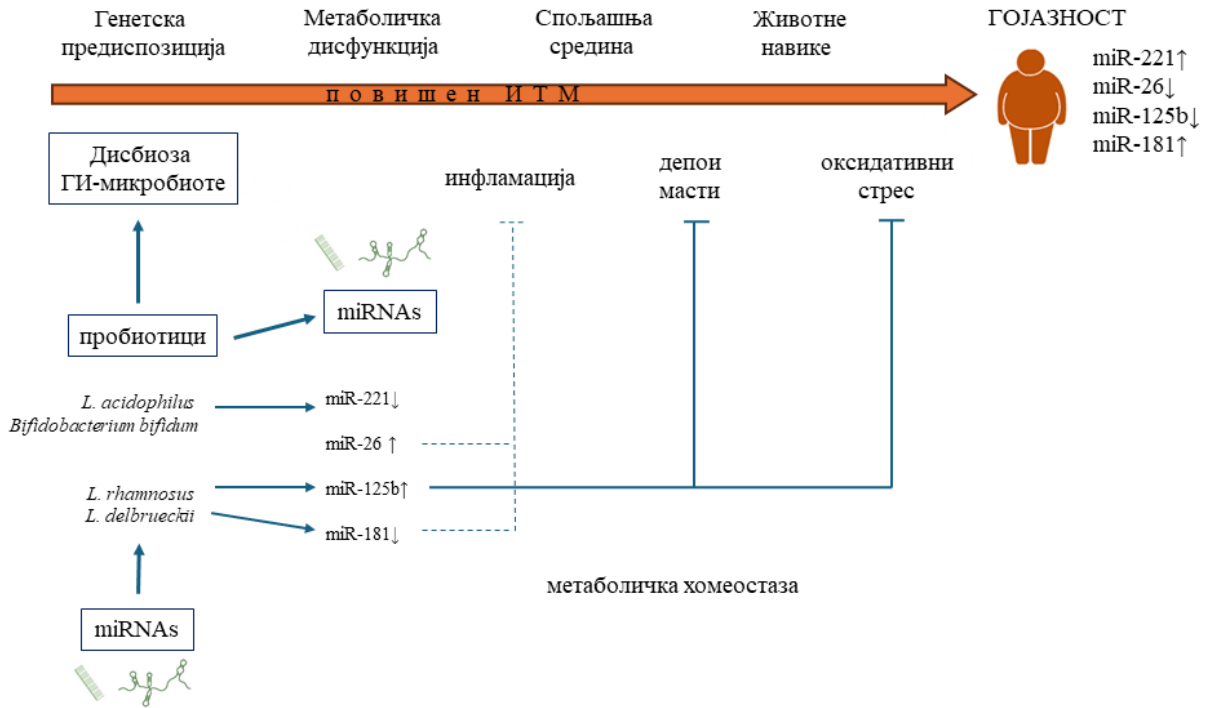 Генетска
предиспозиција
Метаболичка
дисфункција
Спољашња
средина
Животне
навике
ГОЈАЗНОСТ
miR-221↑
miR-26↓
miR-125b↓
miR-181↑
повишен ИТМ
Дисбиоза
ГИ-микробиоте
инфламација
депои
масти
оксидативни
стрес
miRNAs
пробиотици
L. acidophilus
Bifidobacterium bifidum
miR-221↓
miR-26 ↑
L. rhamnosus
L. delbrueckii
miR-125b↑
miR-181↓
метаболичка хомеостаза
miRNAs